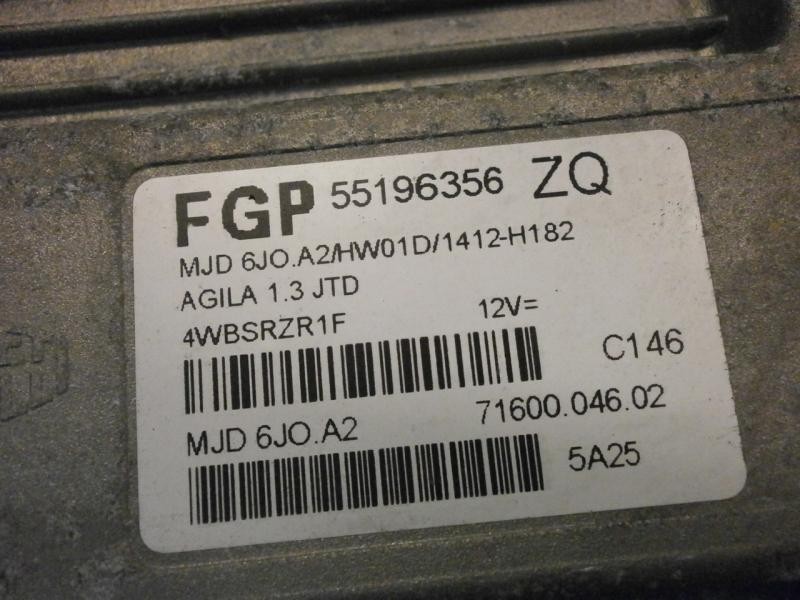 FGP 55196356 ZQ
MJD 6JO.A2/HW01D/1412-H182
AGILA 1.3 JTD
4WBSRZR1F 12V=
C146
MJD 6JO.A2 71600.046.02
5A25